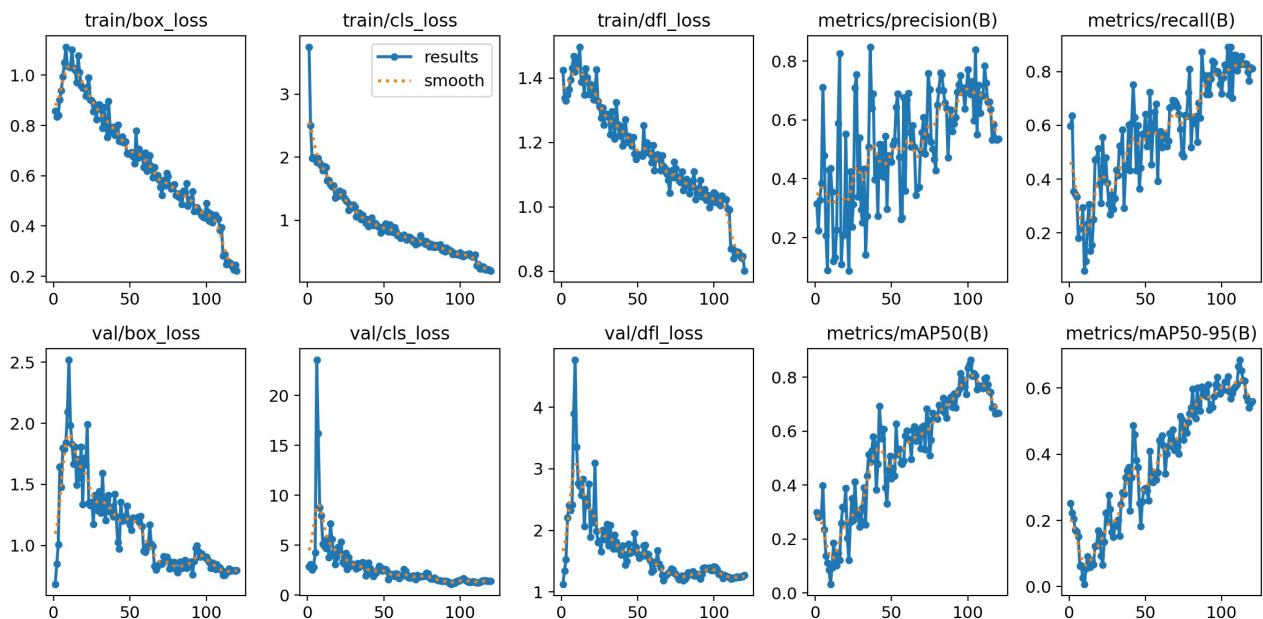 train/box_loss
train/cls_loss
train/dfl_loss
metrics/precision(B)
metrics/recall(B)
results
smooth
1.0
0.8
0.6
0.4
0.2
0 50 100
3
2
1
0 50 100
1.4
1.2
1.0
0.8
0 50 100
0.8
0.6
0.4
0.2
0 50 100
0.8
0.6
0.4
0.2
0 50 100
val/box_loss
val/cls_loss
val/dfl_loss
metrics/mAP50(B)
metrics/mAP50-95(B)
2.5
2.0
1.5
1.0
0 50 100
20
15
10
5
0
0 50 100
4
3
2
1
0 50 100
0.8
0.6
0.4
0.2
0.0
0 50 100
0.6
0.4
0.2
0.0
0 50 100